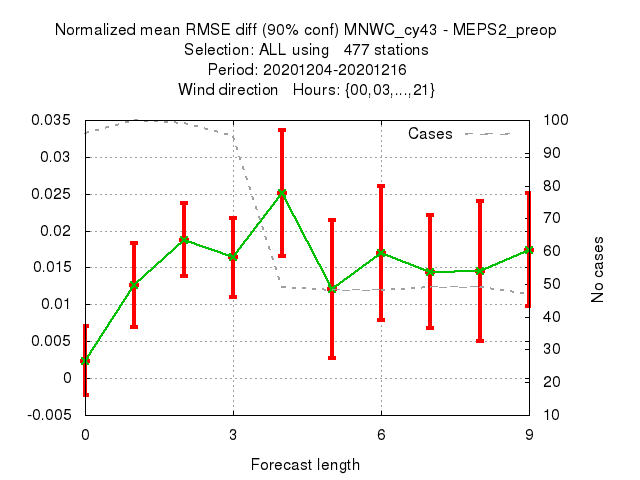 Normalized mean RMSE diff (90% conf) MNWC_cy43 - MEPS2_preop
Selection: ALL using 477 stations
Period: 20201204-20201216
Wind direction Hours: {00,03,...,21}
Cases
0.035
0.03
0.025
0.02
0.015
0.01
0.005
0
-0.005
100
90
80
70
60
50
40
30
20
10
No cases
0 3 6 9
Forecast length